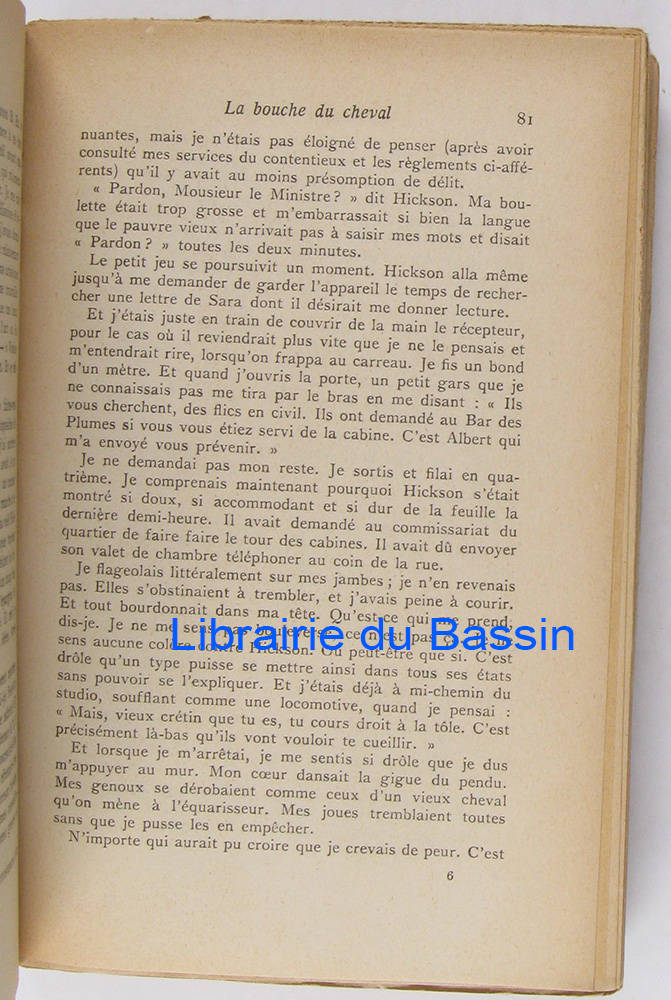 La bouche du cheval
81
nuantes, mais je n'étais pas éloigné de penser (après avoir
consulté mes services du contentieux et les règlements ci-affé-
rents) qu'il y avait au moins présomption de délit.
« Pardon, Mousieur le Ministre ? » dit Hickson. Ma bou-
lette était trop grosse et m'embarrassait si bien la langue
que le pauvre vieux n'arrivait pas à saisir mes mots et disait
« Pardon ? » toutes les deux minutes.
Le petit jeu se poursuivit un moment. Hickson alla même
jusqu'à me demander de garder l'appareil le temps de recher-
cher une lettre de Sara dont il désirait me donner lecture.
Et j'étais juste en train de couvrir de la main le récepteur,
pour le cas où il reviendrait plus vite que je ne le pensais et
m'entendrait rire, lorsqu'on frappa au carreau. Je fis un bond
d'un mètre. Et quand j'ouvris la porte, un petit gars que je
ne connaissais pas me tira par le bras en me disant : « Ils
vous cherchent, des flics en civil. Ils ont demandé au Bar des
Plumes si vous vous étiez servi de la cabine. C'est Albert qui
m'a envoyé vous prévenir. »
Je ne demandai pas mon reste. Je sortis et filai en qua-
trième. Je comprenais maintenant pourquoi Hickson s'était
montré si doux, si accommodant et si dur de la feuille la
dernière demi-heure. Il avait demandé au commissariat du
quartier de faire faire le tour des cabines. Il avait dû envoyer
son valet de chambre téléphoner au coin de la rue.
Je flageolais littéralement sur mes jambes ; je n'en revenais
pas. Elles s'obstinaient à trembler, et j'avais peine à courir.
Et tout bourdonnait dans ma tête. Qu'est-ce qui me prend,
dis-je. Je ne me sens pas bouleversé, ce n'est pas
sens aucune colère contre Hickson. Ou peut-être que si. C'est
drôle qu'un type puisse se mettre ainsi dans tous ses états
sans pouvoir se l'expliquer. Et j'étais déjà à mi-chemin du
studio, soufflant comme une locomotive, quand je pensai :
« Mais, vieux crétin que tu es, tu cours droit à la tôle. C'est
précisément là-bas qu'ils vont vouloir te cueillir. »
Et lorsque je m'arrêtai, je me sentis si drôle que je dus
m'appuyer au mur. Mon cœur dansait la gigue du pendu.
Mes genoux se dérobaient comme ceux d'un vieux cheval
qu'on mène à l'équarisseur. Mes joues tremblaient toutes
sans que je pusse les en empêcher.
N'importe qui aurait pu croire que je crevais de peur. C'est
6
Librairie du Bassin